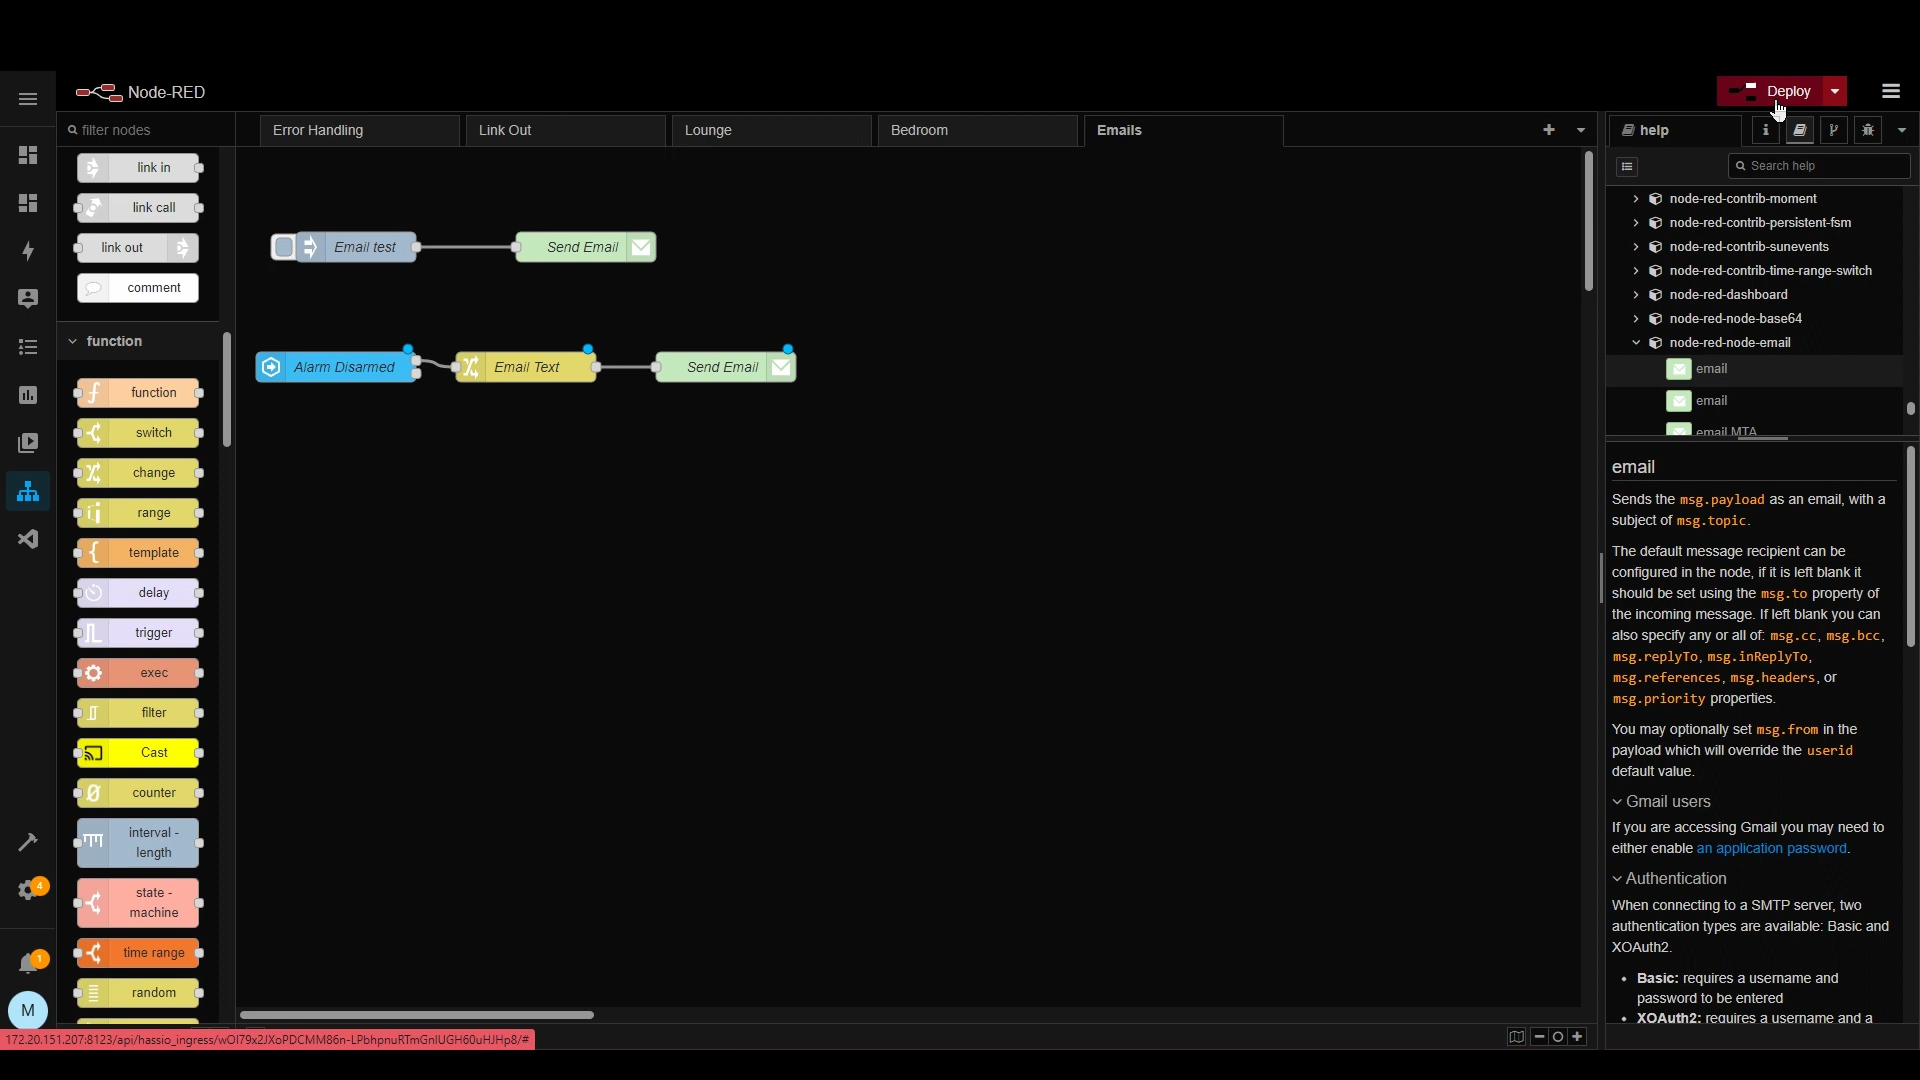 Node-RED
Deploy
filter nodes
Error Handling
Link Out
Lounge
Bedroom
Emails
help
Search help
link in
link call
link out
comment
function
function
switch
change
range
template
delay
trigger
exec
filter
Cast
counter
interval -
length
state -
machine
time range
random
Email test
Send Email
Alarm Disarmed
Email Text
Send Email
node-red-contrib-moment
node-red-contrib-persistent-fsm
node-red-contrib-sunevents
node-red-contrib-time-range-switch
node-red-dashboard
node-red-node-base64
node-red-node-email
email
email
email MTA
email
Sends the msg.payload as an email, with a
subject of msg.topic.
The default message recipient can be
configured in the node, if it is left blank it
should be set using the msg.to property of
the incoming message. If left blank you can
also specify any or all of: msg.cc, msg.bcc,
msg.replyTo, msg.inReplyTo,
msg.references, msg.headers, or
msg.priority properties.
You may optionally set msg.from in the
payload which will override the userid
default value.
Gmail users
If you are accessing Gmail you may need to
either enable an application password.
Authentication
When connecting to a SMTP server, two
authentication types are available: Basic and
XOAuth2.
• Basic: requires a username and
password to be entered
• XOAuth2: requires a username and a
4
1
M